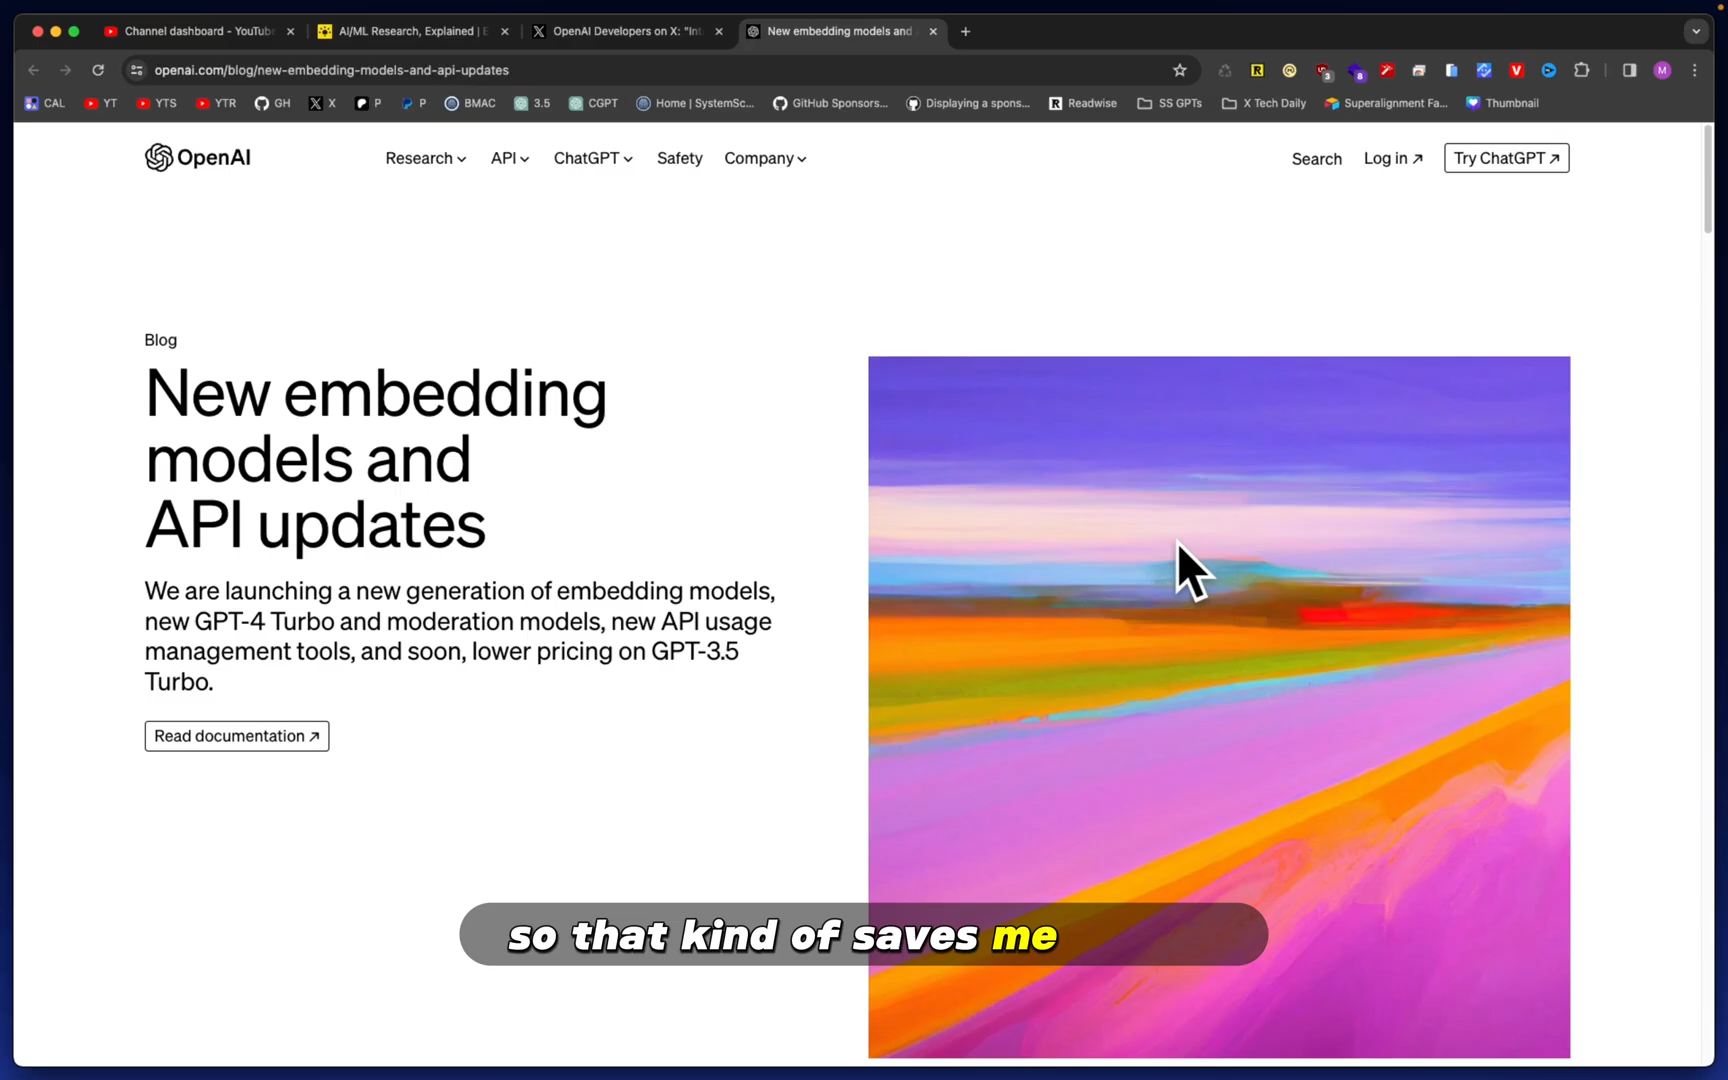 Channel dashboard - YouTube
AI/ML Research, Explained | E
OpenAI Developers on X: "Int
New embedding models and
openai.com/blog/new-embedding-models-and-api-updates
3
8
M
CAL
YT
YTS
YTR
GH
X
P
P
BMAC
3.5
CGPT
Home | SystemSc...
GitHub Sponsors...
Displaying a spons...
Readwise
SS GPTs
X Tech Daily
Superalignment Fa...
Thumbnail
OpenAI
Research
API
ChatGPT
Safety
Company
Search
Log in ↗
Try ChatGPT ↗
Blog
New embedding
models and
API updates
We are launching a new generation of embedding models,
new GPT-4 Turbo and moderation models, new API usage
management tools, and soon, lower pricing on GPT-3.5
Turbo.
Read documentation ↗
so that kind of saves me